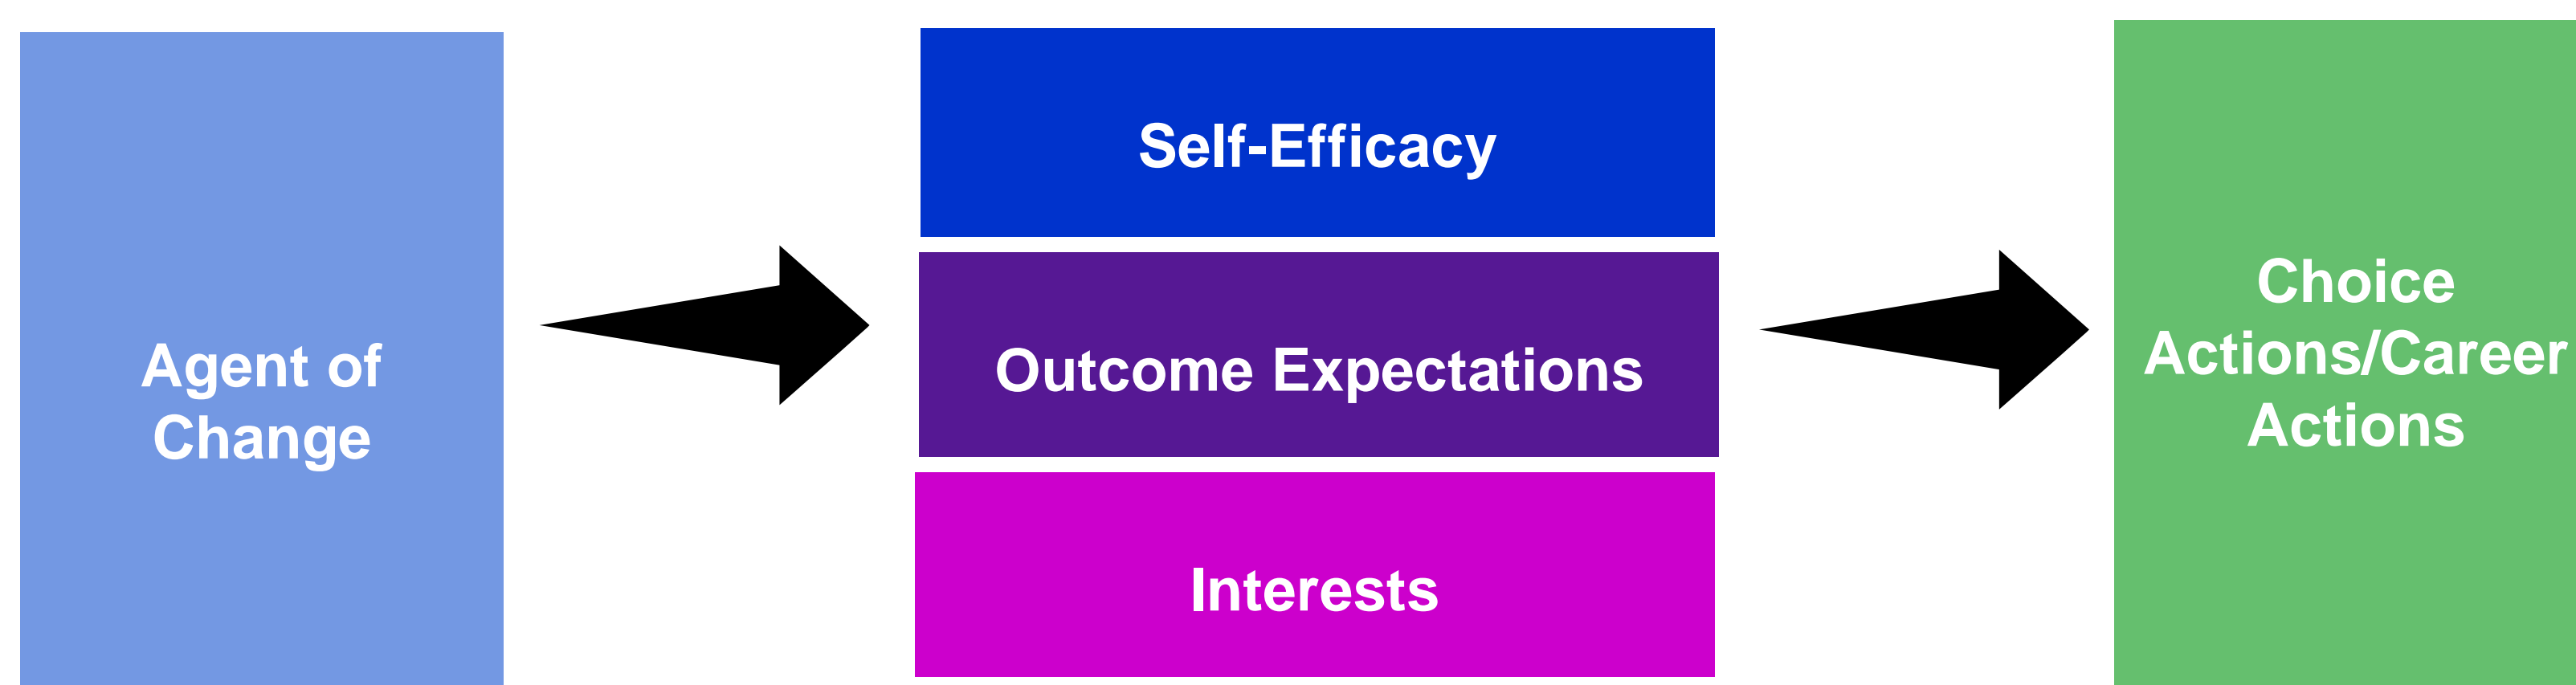 Agent of
Change
Self-Efficacy
Outcome Expectations
Interests
Choice
Actions/Career
Actions